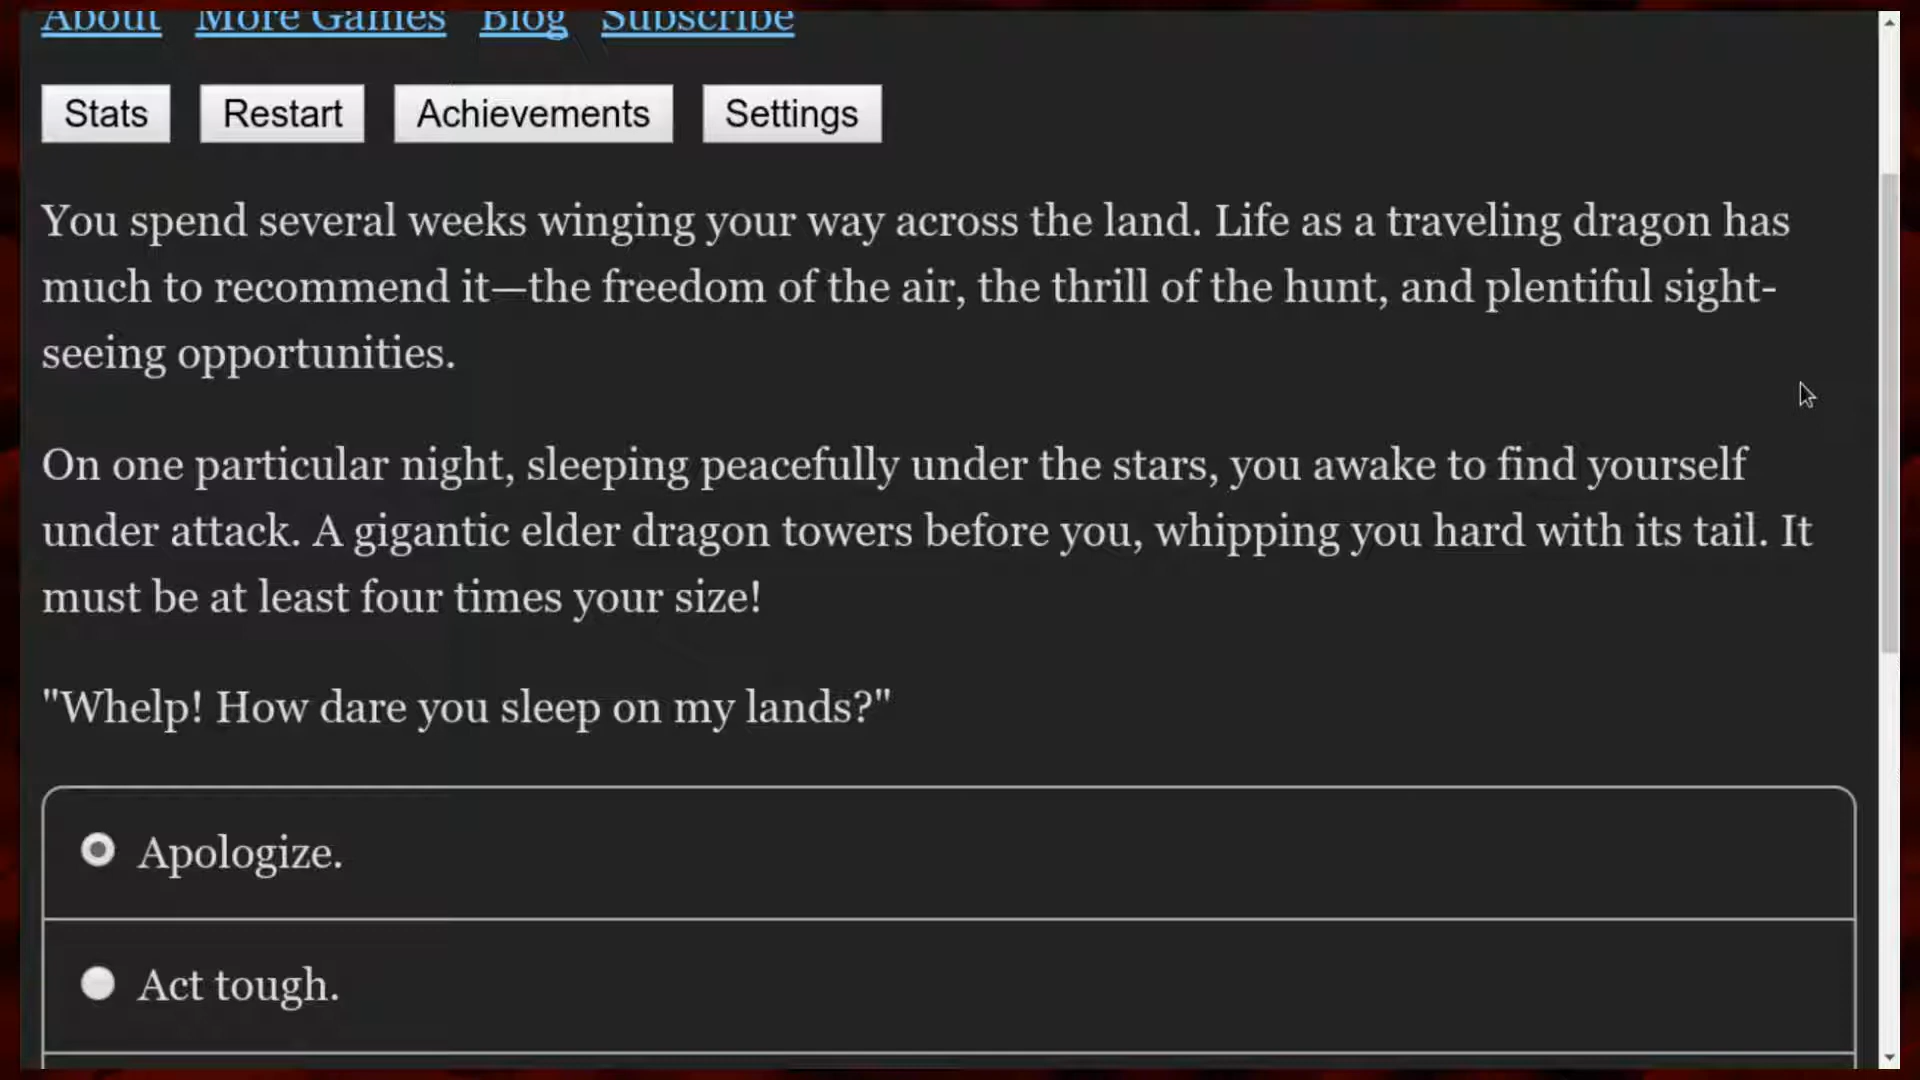 About More Games Blog Subscribe
Stats Restart Achievements Settings
You spend several weeks winging your way across the land. Life as a traveling dragon has
much to recommend it—the freedom of the air, the thrill of the hunt, and plentiful sight-
seeing opportunities.
On one particular night, sleeping peacefully under the stars, you awake to find yourself
under attack. A gigantic elder dragon towers before you, whipping you hard with its tail. It
must be at least four times your size!
"Whelp! How dare you sleep on my lands?"
Apologize.
Act tough.